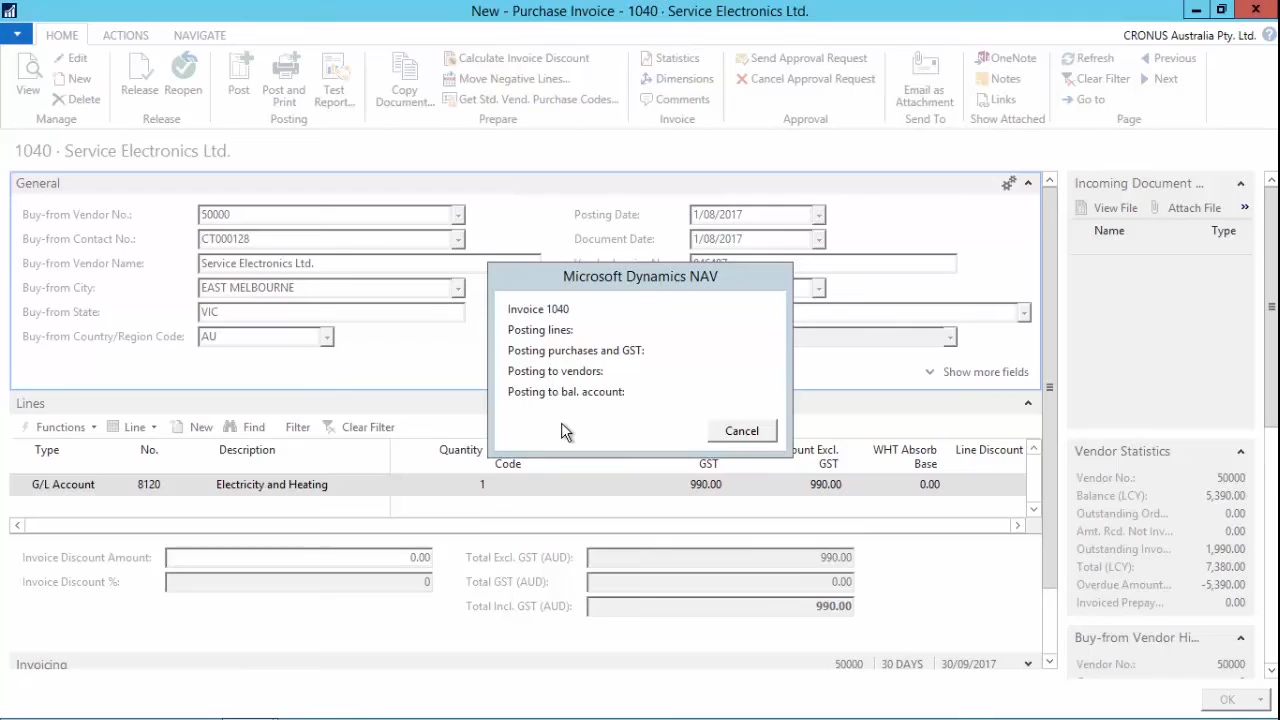 New - Purchase Invoice - 1040 · Service Electronics Ltd.
HOME ACTIONS NAVIGATE CRONUS Australia Pty. Ltd.
View Edit New Delete Manage
Release Reopen Release
Post Post and Print Test Report... Posting
Copy Document... Calculate Invoice Discount Move Negative Lines... Get Std. Vend. Purchase Codes... Prepare
Statistics Dimensions Comments Invoice
Send Approval Request Cancel Approval Request Approval
Email as Attachment Send To
OneNote Notes Links Show Attached
Refresh Clear Filter Go to Previous Next Page
1040 · Service Electronics Ltd.
General
Buy-from Vendor No.: 50000 Posting Date: 1/08/2017
Buy-from Contact No.: CT000128 Document Date: 1/08/2017
Buy-from Vendor Name: Service Electronics Ltd.
Buy-from City: EAST MELBOURNE
Buy-from State: VIC
Buy-from Country/Region Code: AU
Show more fields
Microsoft Dynamics NAV
Invoice 1040
Posting lines:
Posting purchases and GST:
Posting to vendors:
Posting to bal. account:
Cancel
Lines
Functions Line New Find Filter Clear Filter
Type No. Description Quantity Code GST Excl. GST WHT Absorb Base Line Discount
G/L Account 8120 Electricity and Heating 1 990.00 990.00 0.00
Invoice Discount Amount: 0.00 Total Excl. GST (AUD): 990.00
Invoice Discount %: 0 Total GST (AUD): 0.00
Total Incl. GST (AUD): 990.00
Invoicing 50000 30 DAYS 30/09/2017
Incoming Document ...
View File Attach File
Name Type
Vendor Statistics
Vendor No.: 50000
Balance (LCY): 5,390.00
Outstanding Ord... 0.00
Amt. Rcd. Not Inv... 0.00
Outstanding Invo... 1,990.00
Total (LCY): 7,380.00
Overdue Amount... -5,390.00
Invoiced Prepay... 0.00
Buy-from Vendor Hi...
Vendor No.: 50000
OK